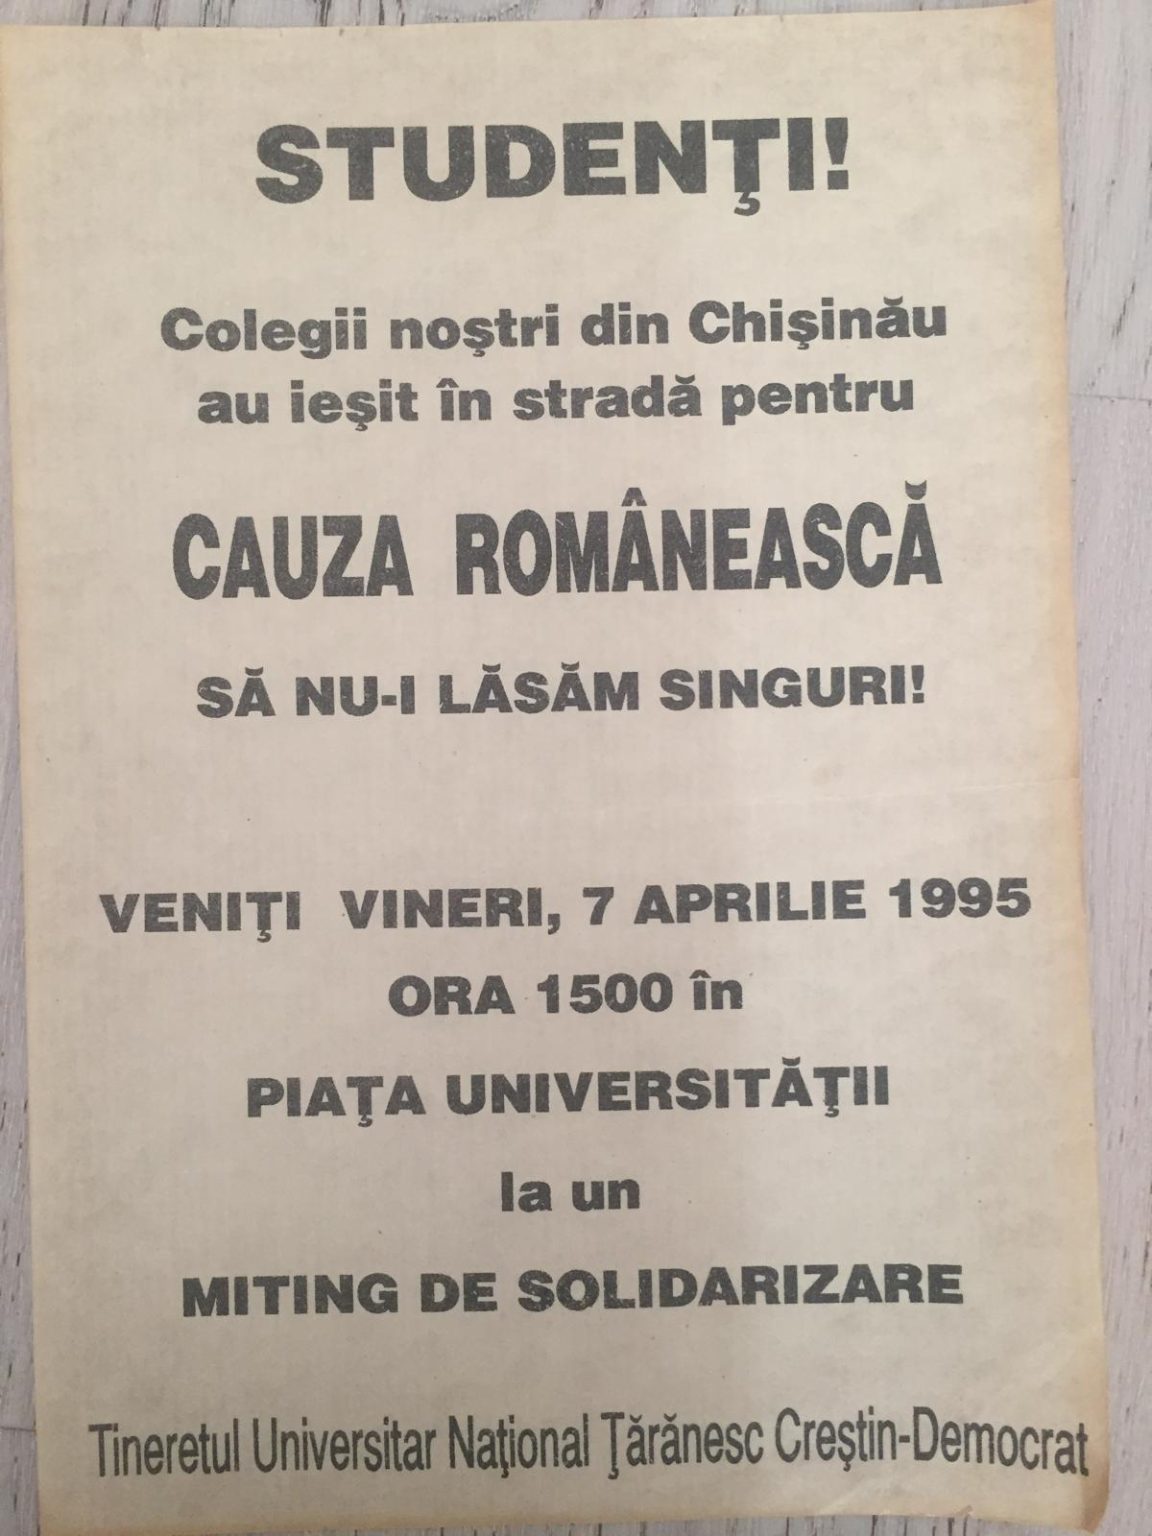 STUDENŢI!
Colegii noştri din Chişinău
au ieşit în stradă pentru
CAUZA ROMÂNEASCĂ
SĂ NU-I LĂSĂM SINGURI!
VENIŢI VINERI, 7 APRILIE 1995
ORA 1500 în
PIAŢA UNIVERSITĂŢII
la un
MITING DE SOLIDARIZARE
Tineretul Universitar Naţional Ţărănesc Creştin-Democrat